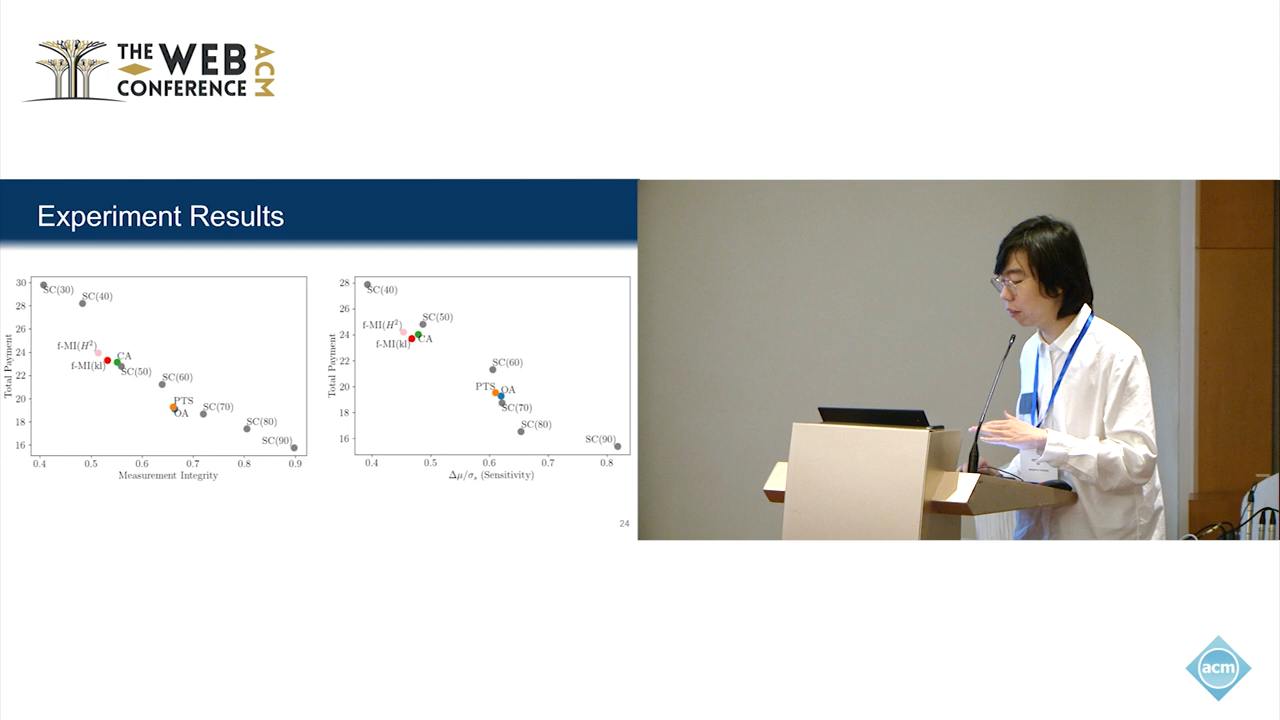 THE WEB
CONFERENCE
ACM
Experiment Results
30
28
26
24
22
20
18
16
Total Payment
SC(30)
SC(40)
f-MI(H²)
f-MI(kl)
CA
SC(50)
SC(60)
PTS
OA
SC(70)
SC(80)
SC(90)
0.4 0.5 0.6 0.7 0.8 0.9
Measurement Integrity
28
26
24
22
20
18
16
Total Payment
SC(40)
SC(50)
f-MI(H²)
f-MI(kl)
CA
SC(60)
PTS
OA
SC(70)
SC(80)
SC(90)
0.4 0.5 0.6 0.7 0.8
Δμ/σₛ (Sensitivity)
24
acm